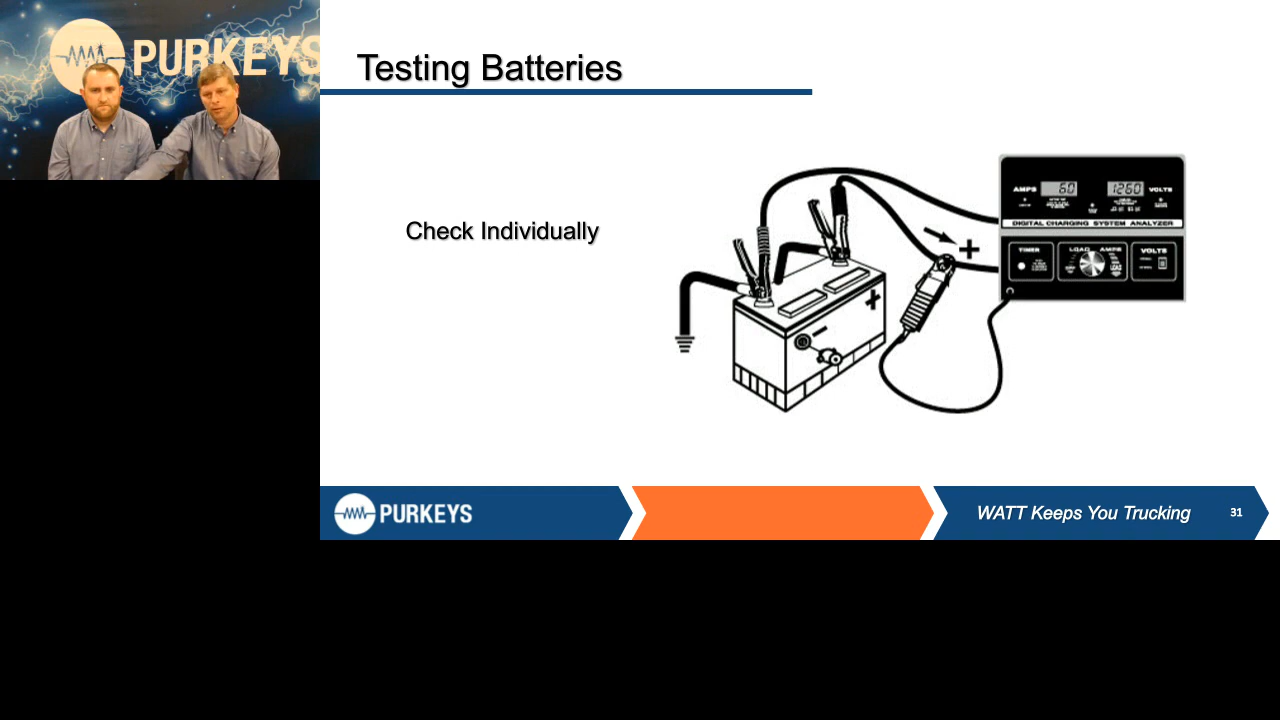 PURKEYS
Testing Batteries
Check Individually
AMPS
60
1260
VOLTS
DIGITAL CHARGING SYSTEM ANALYZER
TIMER
LOAD
AMPS
VOLTS
LOAD
+
PURKEYS
WATT Keeps You Trucking
31